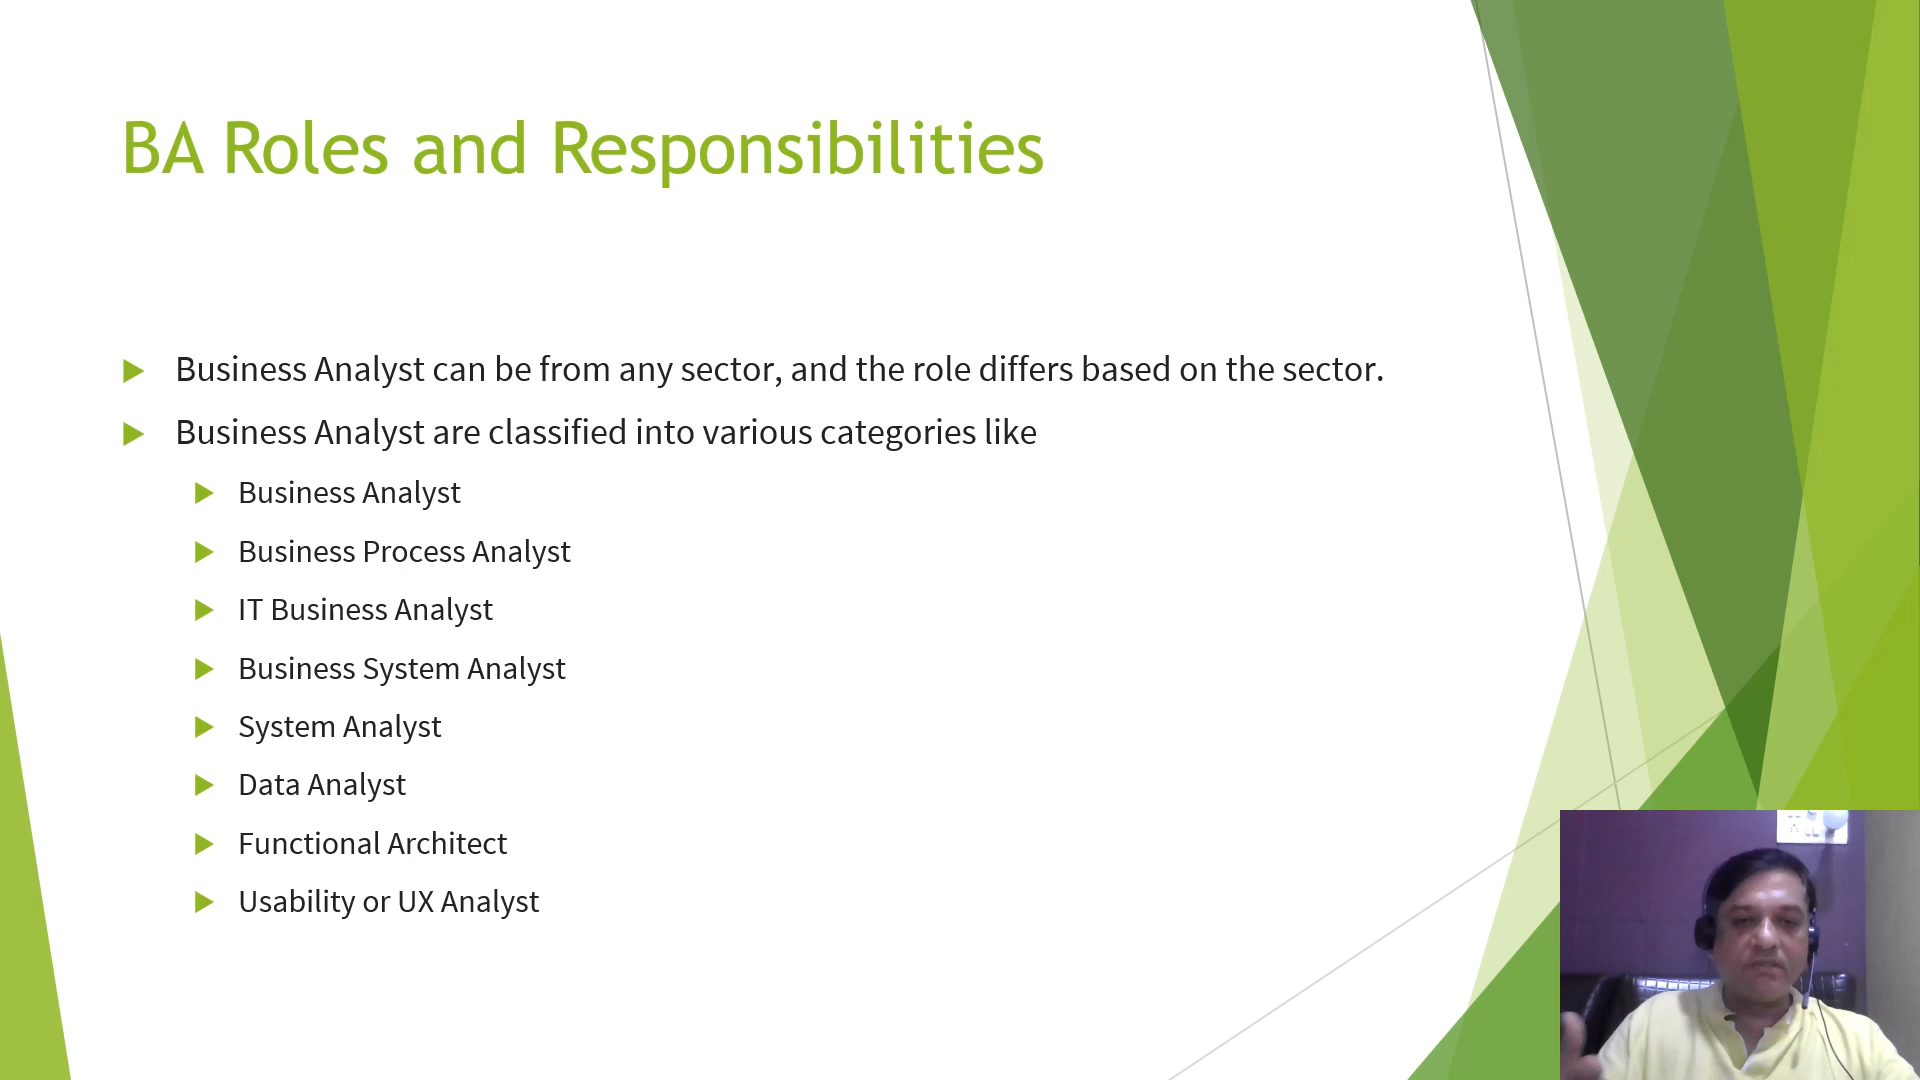 BA Roles and Responsibilities
Business Analyst can be from any sector, and the role differs based on the sector.
Business Analyst are classified into various categories like
Business Analyst
Business Process Analyst
IT Business Analyst
Business System Analyst
System Analyst
Data Analyst
Functional Architect
Usability or UX Analyst